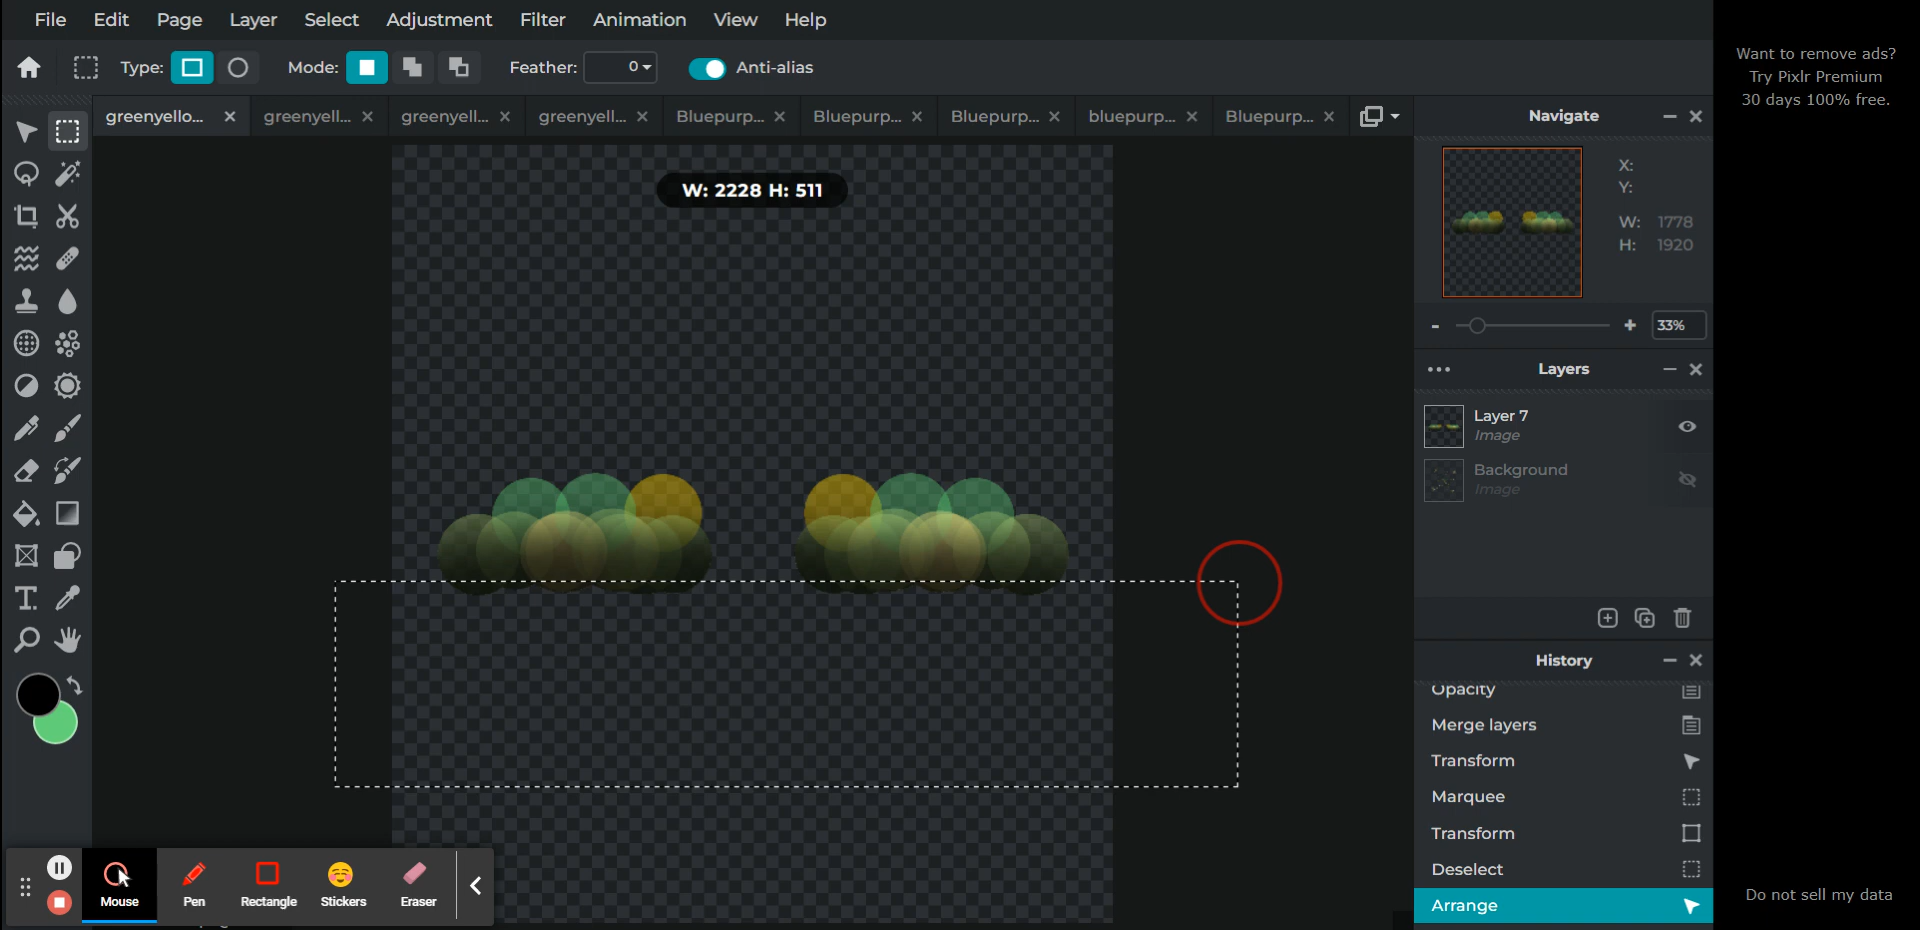 File Edit Page Layer Select Adjustment Filter Animation View Help
Type: Mode: Feather: 0 Anti-alias
greenyello... greenyell... greenyell... greenyell... Bluepurp... Bluepurp... Bluepurp... bluepurp... Bluepurp...
W: 2228 H: 511
Navigate
X:
Y:
W: 1778
H: 1920
- + 33%
Layers
Layer 7
Image
Background
Image
History
Opacity
Merge layers
Transform
Marquee
Transform
Deselect
Arrange
Want to remove ads?
Try Pixlr Premium
30 days 100% free.
Do not sell my data
Mouse Pen Rectangle Stickers Eraser